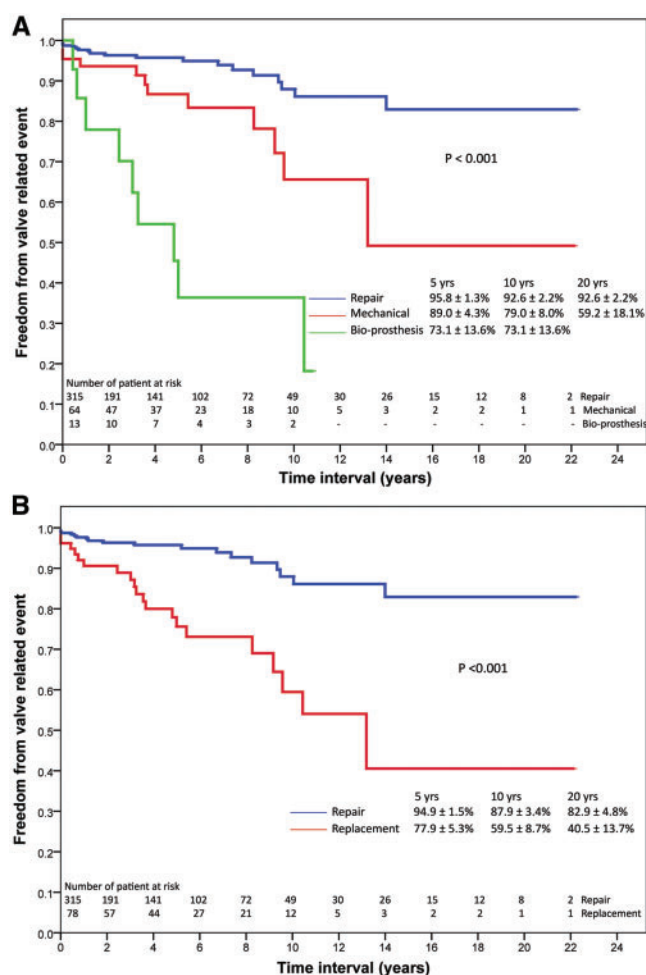 A
Freedom from valve related event
1.0
0.9
0.8
0.7
0.6
0.5
0.4
0.3
0.2
0.1
0.0
P < 0.001
5 yrs 10 yrs 20 yrs
Repair 95.8 ± 1.3% 92.6 ± 2.2% 92.6 ± 2.2%
Mechanical 89.0 ± 4.3% 79.0 ± 8.0% 59.2 ± 18.1%
Bio-prosthesis 73.1 ± 13.6% 73.1 ± 13.6%
Number of patient at risk
315 191 141 102 72 49 30 26 15 12 8 2 Repair
64 47 37 23 18 10 5 3 2 2 1 1 Mechanical
13 10 7 4 3 2 - - - - - - Bio-prosthesis
0 2 4 6 8 10 12 14 16 18 20 22 24
Time interval (years)
B
Freedom from valve related event
1.0
0.9
0.8
0.7
0.6
0.5
0.4
0.3
0.2
0.1
0.0
P <0.001
5 yrs 10 yrs 20 yrs
Repair 94.9 ± 1.5% 87.9 ± 3.4% 82.9 ± 4.8%
Replacement 77.9 ± 5.3% 59.5 ± 8.7% 40.5 ± 13.7%
Number of patient at risk
315 191 141 102 72 49 30 26 15 12 8 2 Repair
78 57 44 27 21 12 5 3 2 2 1 1 Replacement
0 2 4 6 8 10 12 14 16 18 20 22 24
Time interval (years)